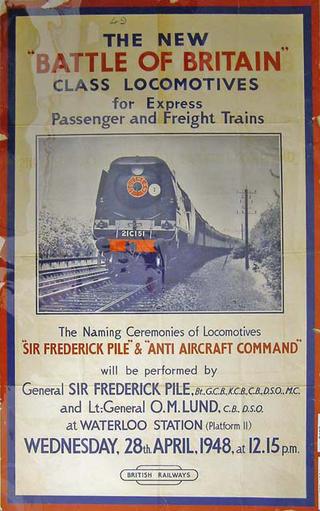 49
THE NEW
"BATTLE OF BRITAIN"
CLASS LOCOMOTIVES
for Express
Passenger and Freight Trains
21C151
The Naming Ceremonies of Locomotives
"SIR FREDERICK PILE" & "ANTI AIRCRAFT COMMAND"
will be performed by
General SIR FREDERICK PILE, Bt., G.C.B., K.C.B., C.B., D.S.O., M.C.
and Lt:General O.M. LUND, C.B., D.S.O.
at WATERLOO STATION (Platform 11)
WEDNESDAY, 28th. APRIL, 1948, at 12.15 p.m.
BRITISH RAILWAYS